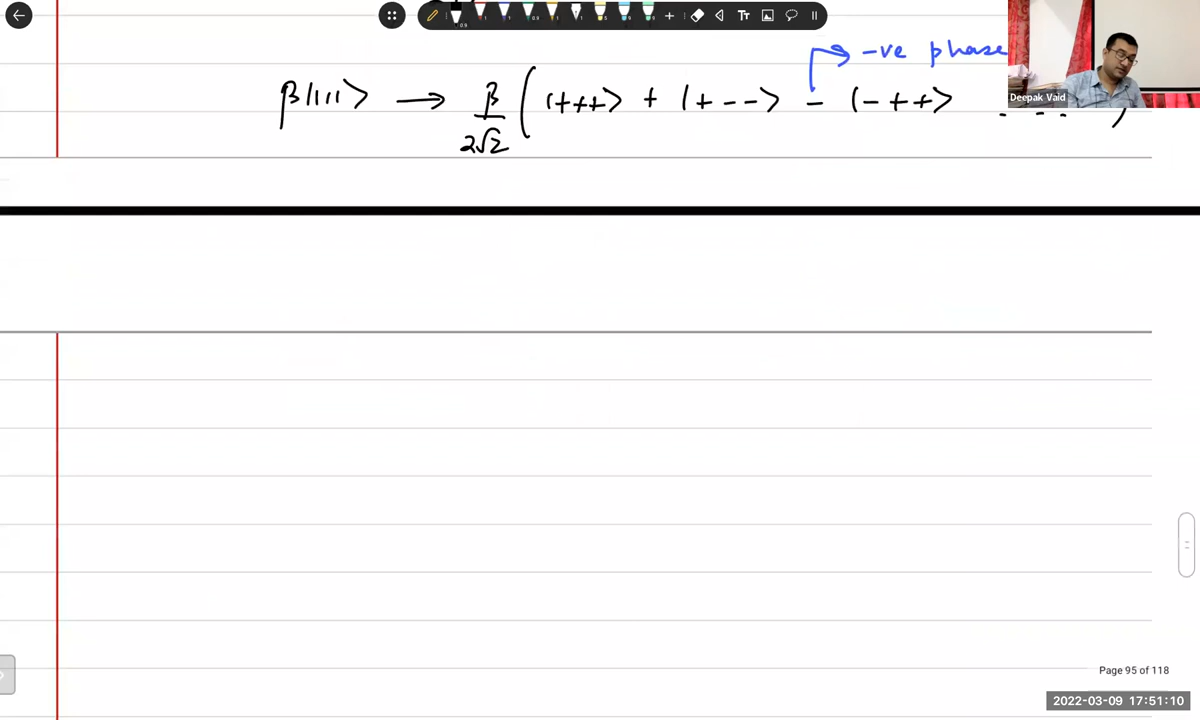 -ve phase
β|111⟩ ⟶ β/2√2 ( |+++⟩ + |+--⟩ - |-++⟩
Deepak Vaid
Page 95 of 118
2022-03-09 17:51:10